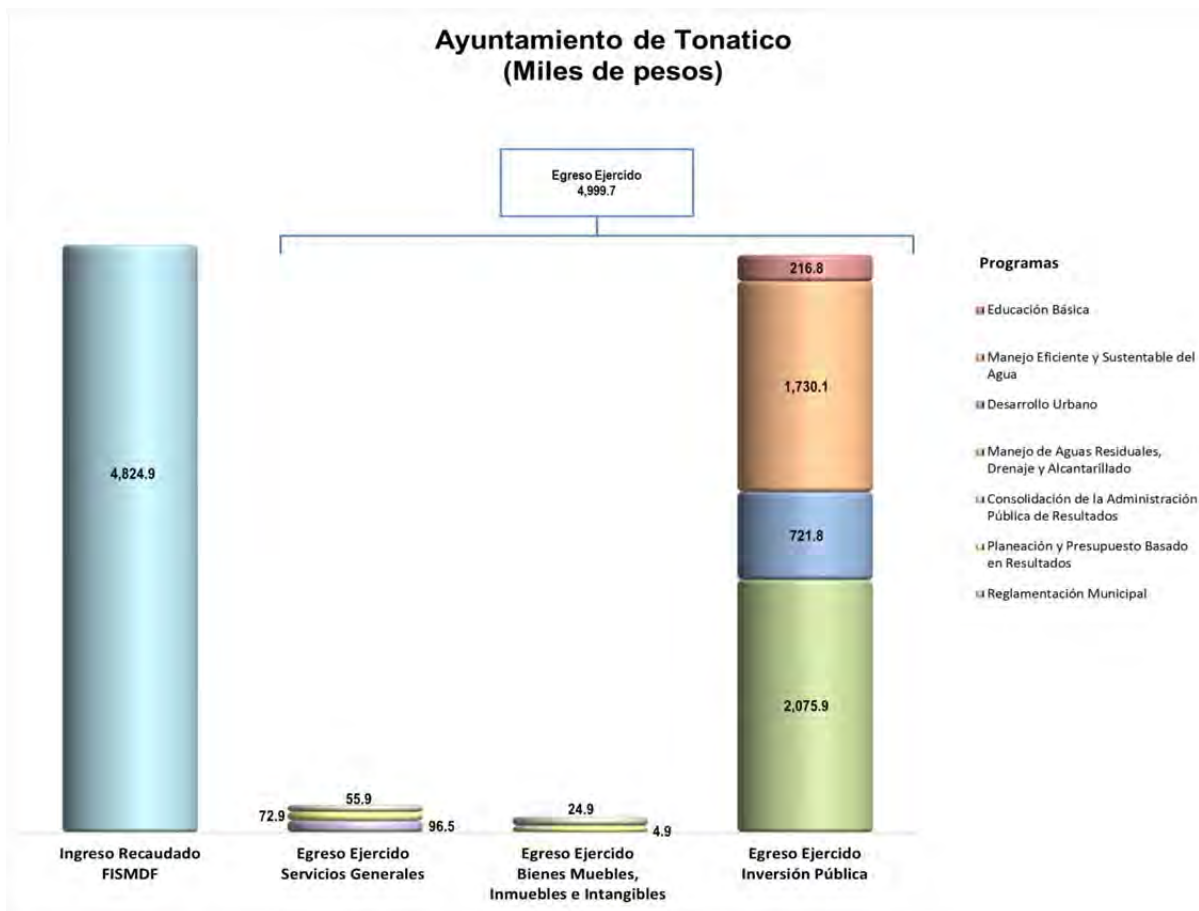 Ayuntamiento de Tonatico
(Miles de pesos)
Egreso Ejercido
4,999.7
4,824.9
72.9
55.9
96.5
24.9
4.9
216.8
1,730.1
721.8
2,075.9
Ingreso Recaudado
FISMDF
Egreso Ejercido
Servicios Generales
Egreso Ejercido
Bienes Muebles,
Inmuebles e Intangibles
Egreso Ejercido
Inversión Pública
Programas
Educación Básica
Manejo Eficiente y Sustentable del
Agua
Desarrollo Urbano
Manejo de Aguas Residuales,
Drenaje y Alcantarillado
Consolidación de la Administración
Pública de Resultados
Planeación y Presupuesto Basado
en Resultados
Reglamentación Municipal